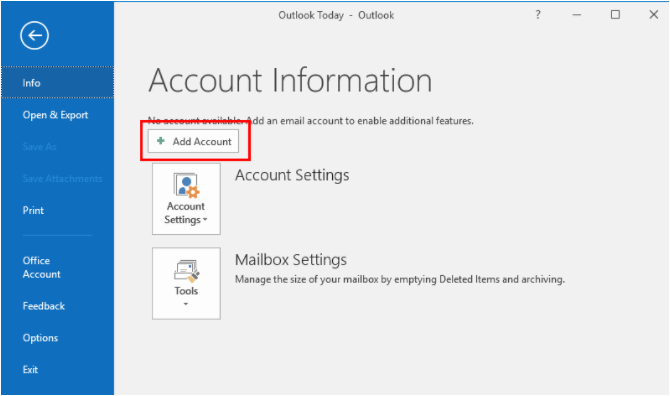 Outlook Today - Outlook
?
Account Information
Info
No account available. Add an email account to enable additional features.
Open & Export
Add Account
Save As
Account Settings
Save Attachments
Account
Settings
Print
Mailbox Settings
Manage the size of your mailbox by emptying Deleted Items and archiving.
Tools
Office
Account
Feedback
Options
Exit